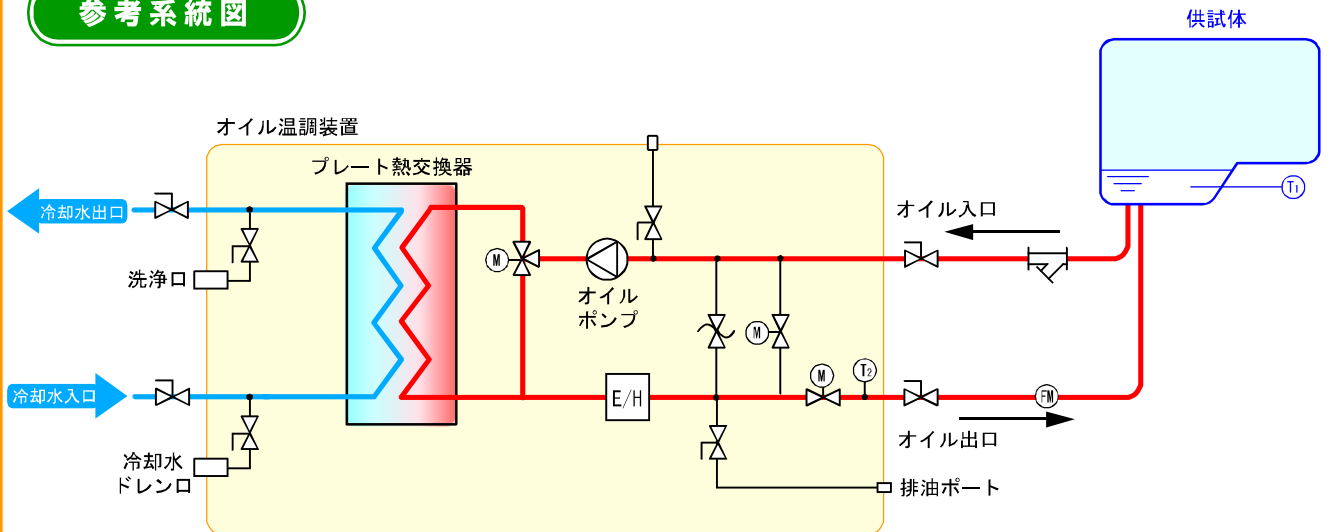 参考系統図
供試体
オイル温調装置
プレート熱交換器
T1
冷却水出口
オイル入口
M
洗浄口
オイル
ポンプ
M
M
T2
冷却水入口
E/H
FM
オイル出口
冷却水
ドレン口
排油ポート